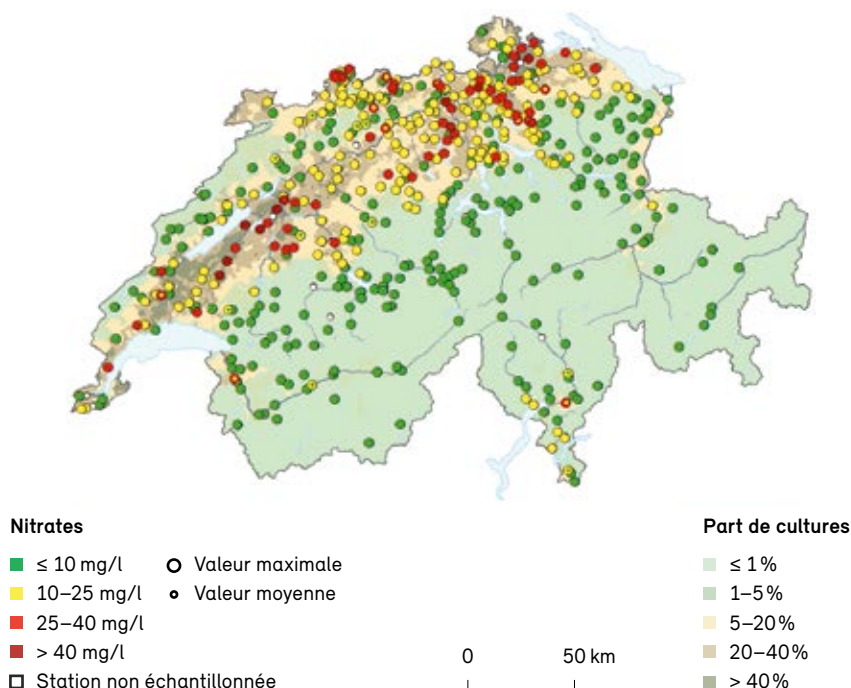 Nitrates
≤ 10 mg/l
10–25 mg/l
25–40 mg/l
> 40 mg/l
Station non échantillonnée
Valeur maximale
Valeur moyenne
0 50 km
Part de cultures
≤ 1 %
1–5 %
5–20 %
20–40 %
> 40 %